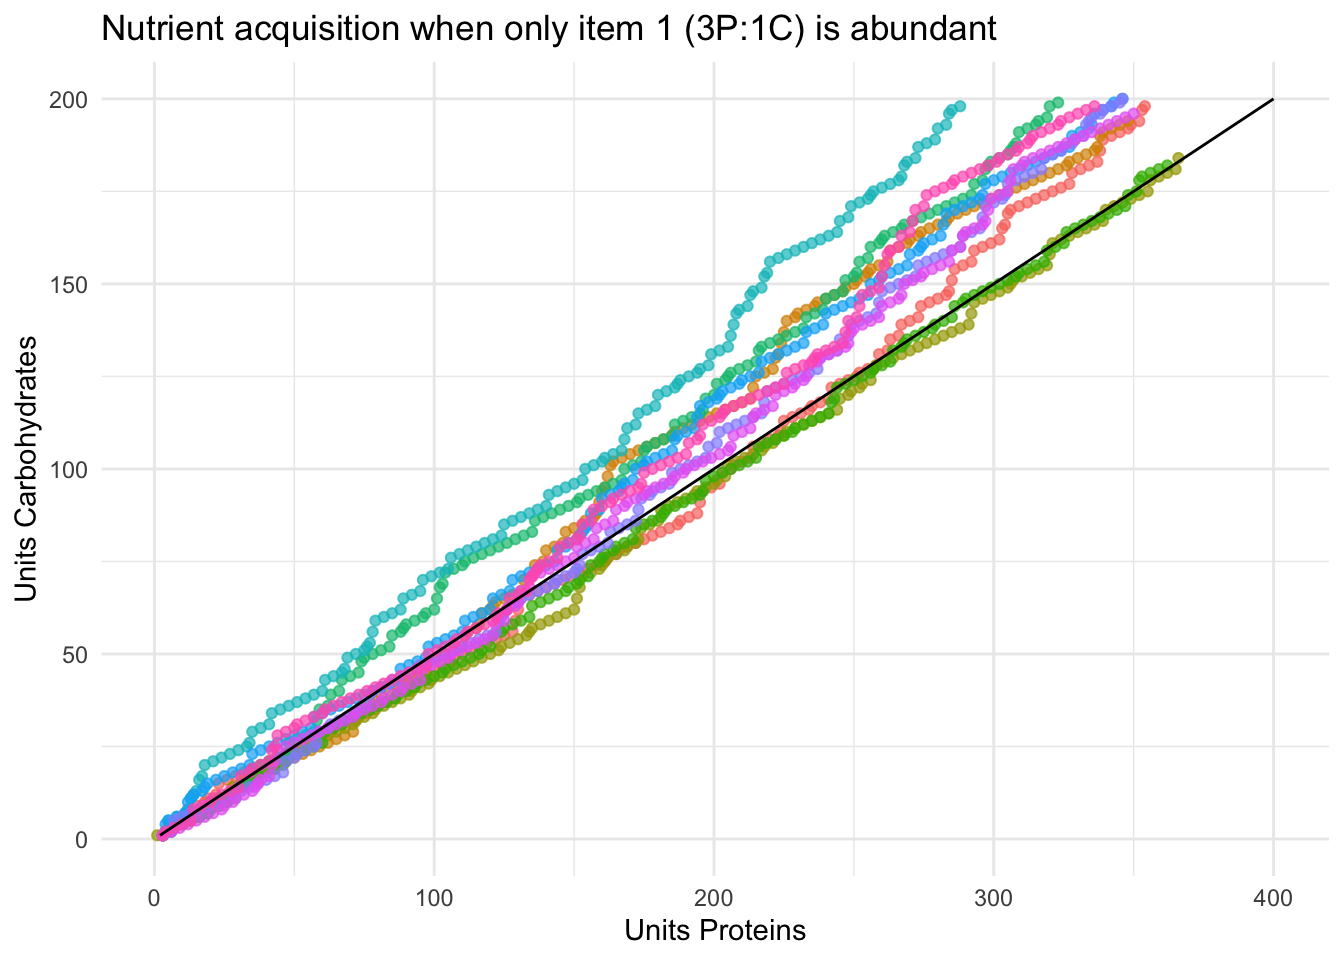 Nutrient acquisition when only item 1 (3P:1C) is abundant
200
150
100
50
0
Units Carbohydrates
0 100 200 300 400
Units Proteins